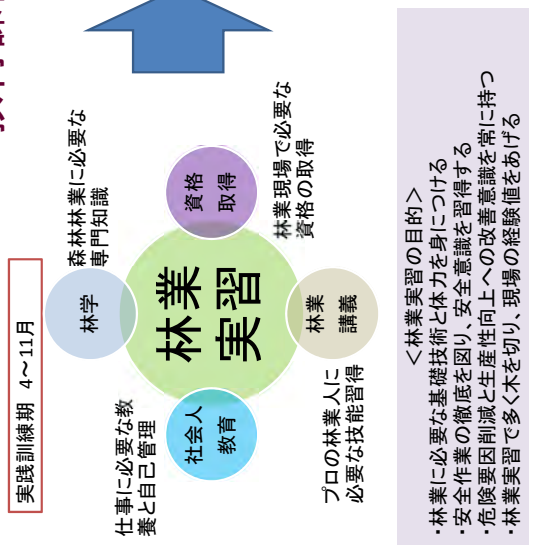 実践訓練期 4～11月
林学
森林林業に必要な
専門知識
社会人
教育
仕事に必要な教
養と自己管理
林業
実習
資格
取得
林業現場で必要な
資格の取得
林業
講義
プロの林業人に
必要な技能習得
＜林業実習の目的＞
・林業に必要な基礎技術と体力を身につける
・安全作業の徹底を図り、安全意識を習得する
・危険要因削減と生産性向上への改善意識を常に持つ
・林業実習で多く木を切り、現場の経験値をあげる